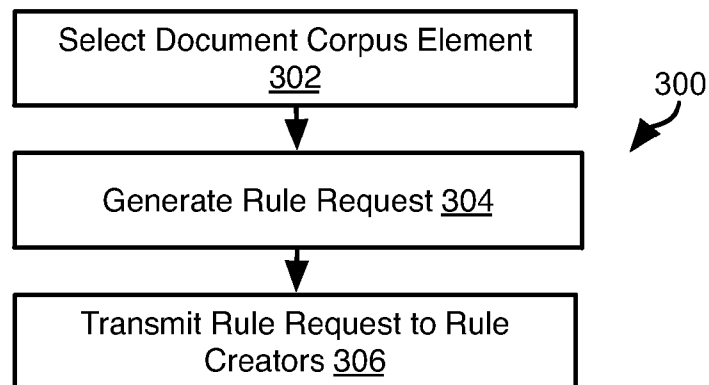 Select Document Corpus Element
302
300
Generate Rule Request 304
Transmit Rule Request to Rule
Creators 306